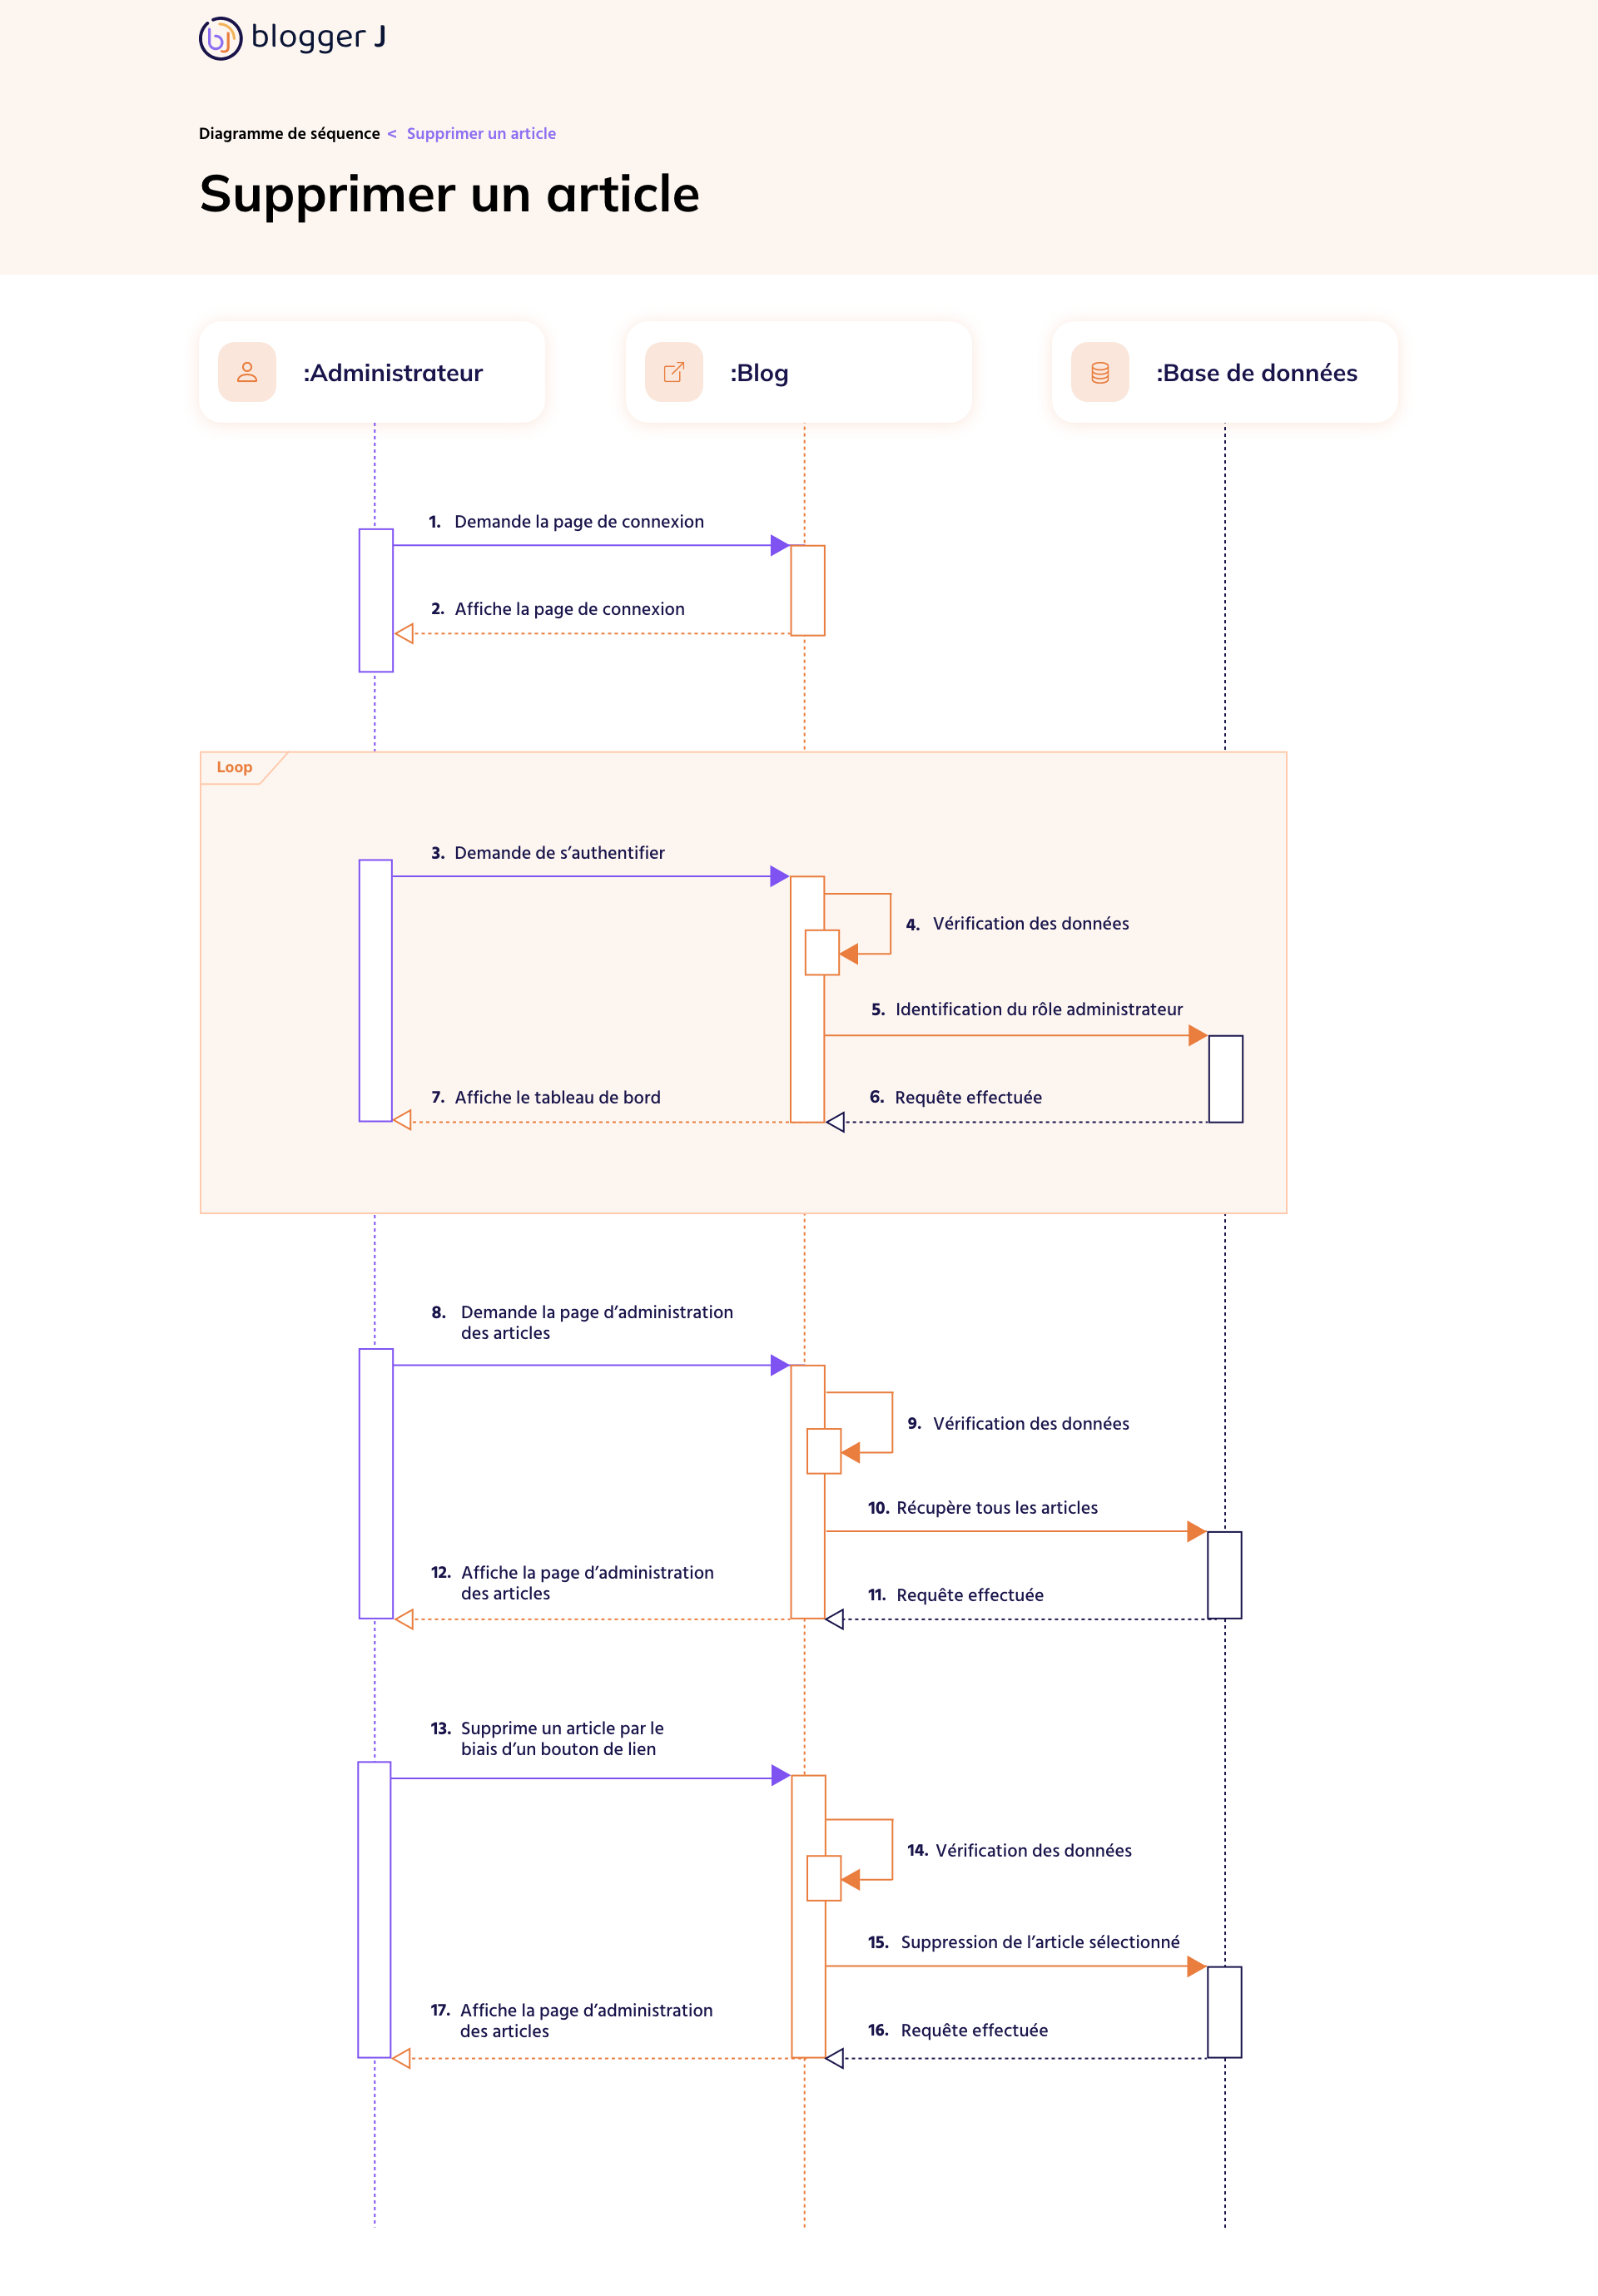 bJ blogger J
Diagramme de séquence < Supprimer un article
Supprimer un article
:Administrateur
:Blog
:Base de données
1. Demande la page de connexion
2. Affiche la page de connexion
Loop
3. Demande de s’authentifier
4. Vérification des données
5. Identification du rôle administrateur
7. Affiche le tableau de bord
6. Requête effectuée
8. Demande la page d’administration
des articles
9. Vérification des données
10. Récupère tous les articles
12. Affiche la page d’administration
des articles
11. Requête effectuée
13. Supprime un article par le
biais d’un bouton de lien
14. Vérification des données
15. Suppression de l’article sélectionné
17. Affiche la page d’administration
des articles
16. Requête effectuée